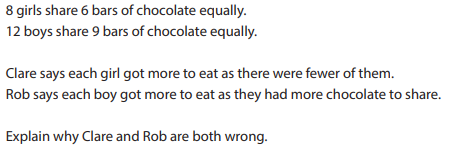 8 girls share 6 bars of chocolate equally.
12 boys share 9 bars of chocolate equally.
Clare says each girl got more to eat as there were fewer of them.
Rob says each boy got more to eat as they had more chocolate to share.
Explain why Clare and Rob are both wrong.